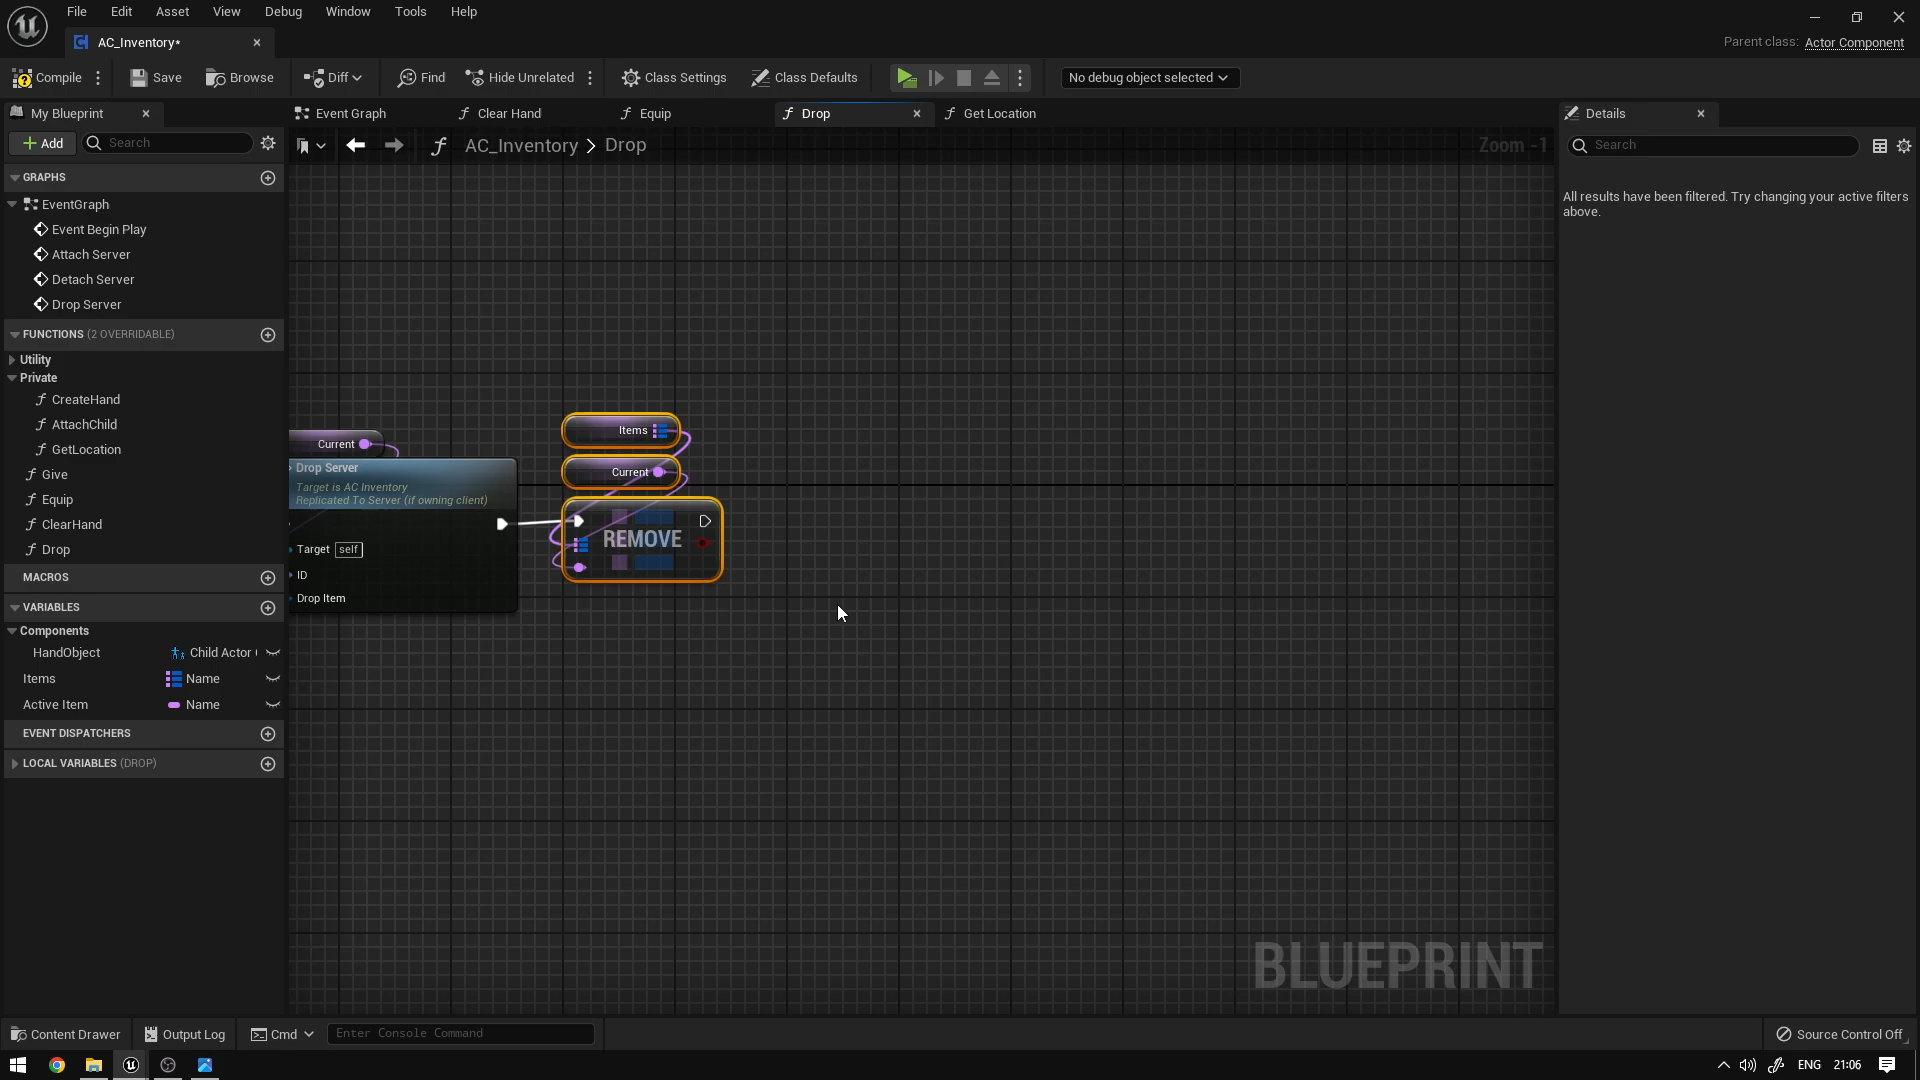 File Edit Asset View Debug Window Tools Help
AC_Inventory*
Parent class: Actor Component
Compile Save Browse Diff Find Hide Unrelated Class Settings Class Defaults No debug object selected
My Blueprint
Event Graph Clear Hand Equip Drop Get Location
Details
Add Search
AC_Inventory > Drop
Zoom -1
Search
GRAPHS
EventGraph
Event Begin Play
Attach Server
Detach Server
Drop Server
FUNCTIONS (2 OVERRIDABLE)
Utility
Private
CreateHand
AttachChild
GetLocation
Give
Equip
ClearHand
Drop
MACROS
VARIABLES
Components
HandObject Child Actor
Items Name
Active Item Name
EVENT DISPATCHERS
LOCAL VARIABLES (DROP)
Current
Drop Server
Target is AC Inventory
Replicated To Server (if owning client)
Target self
ID
Drop Item
Items
Current
REMOVE
All results have been filtered. Try changing your active filters
above.
BLUEPRINT
Content Drawer Output Log Cmd Enter Console Command Source Control Off
ENG 21:06